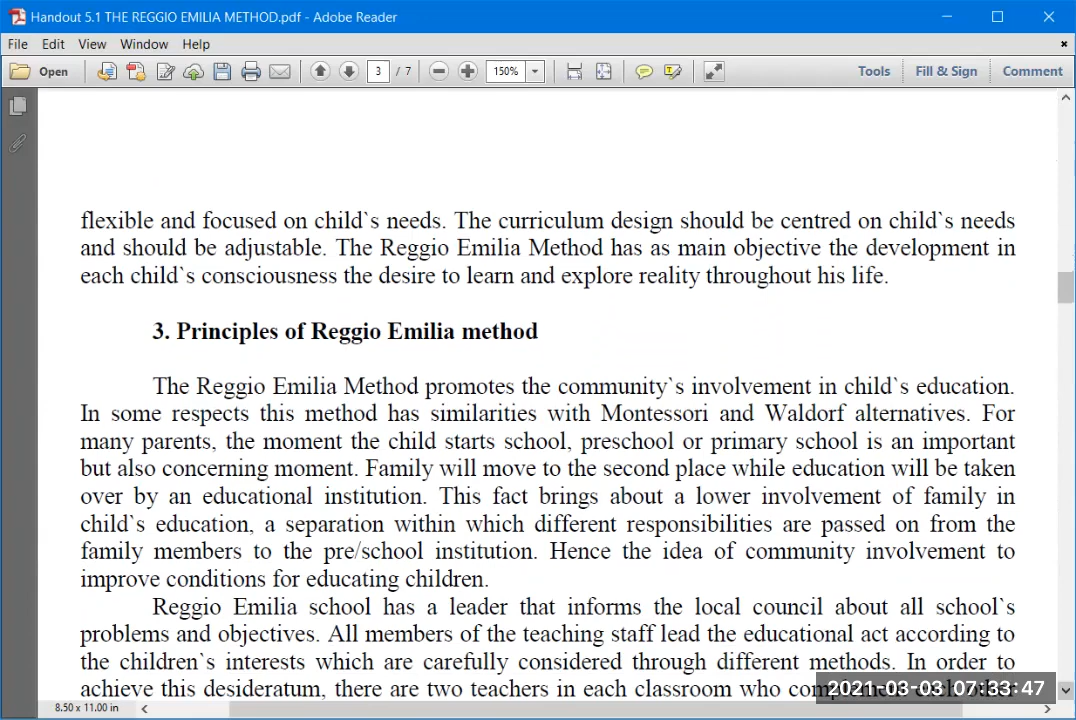 Handout 5.1 THE REGGIO EMILIA METHOD.pdf - Adobe Reader
File Edit View Window Help
Open 3 / 7 150% Tools Fill & Sign Comment
flexible and focused on child`s needs. The curriculum design should be centred on child`s needs
and should be adjustable. The Reggio Emilia Method has as main objective the development in
each child`s consciousness the desire to learn and explore reality throughout his life.
3. Principles of Reggio Emilia method
The Reggio Emilia Method promotes the community`s involvement in child`s education.
In some respects this method has similarities with Montessori and Waldorf alternatives. For
many parents, the moment the child starts school, preschool or primary school is an important
but also concerning moment. Family will move to the second place while education will be taken
over by an educational institution. This fact brings about a lower involvement of family in
child`s education, a separation within which different responsibilities are passed on from the
family members to the pre/school institution. Hence the idea of community involvement to
improve conditions for educating children.
Reggio Emilia school has a leader that informs the local council about all school`s
problems and objectives. All members of the teaching staff lead the educational act according to
the children`s interests which are carefully considered through different methods. In order to
achieve this desideratum, there are two teachers in each classroom who
2021-03-03 07:33:47
8.50 x 11.00 in